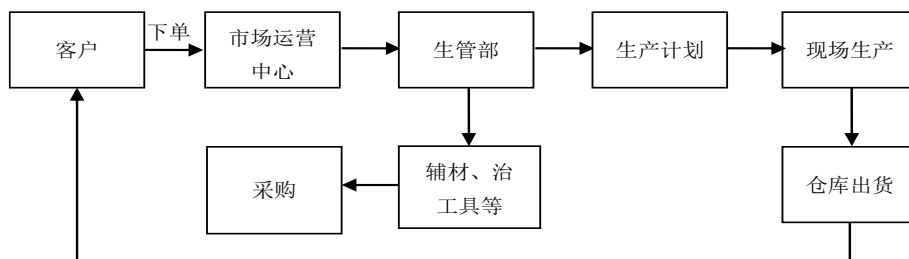 客户
下单
市场运营
中心
生管部
生产计划
现场生产
采购
辅材、治
工具等
仓库出货